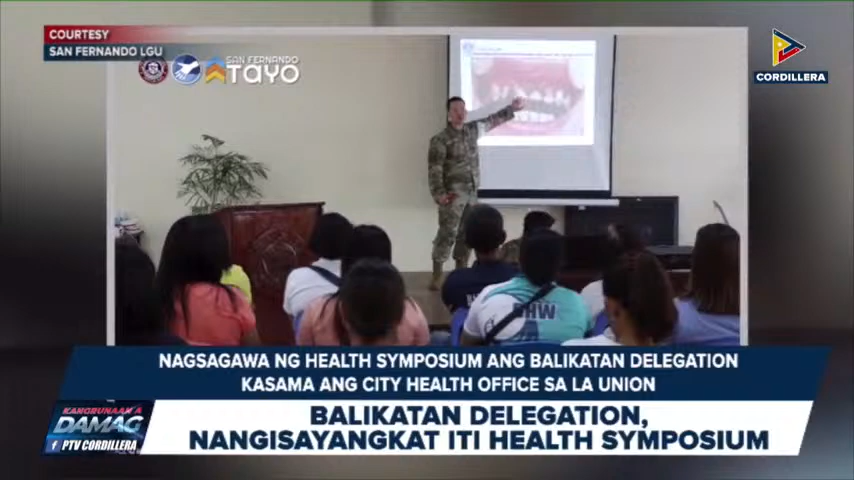 COURTESY
SAN FERNANDO LGU
SAN FERNANDO
TAYO
CORDILLERA
BHW
NAGSAGAWA NG HEALTH SYMPOSIUM ANG BALIKATAN DELEGATION
KASAMA ANG CITY HEALTH OFFICE SA LA UNION
KANGRUNAAN A
DAMAG
f PTV CORDILLERA
BALIKATAN DELEGATION,
NANGISAYANGKAT ITI HEALTH SYMPOSIUM